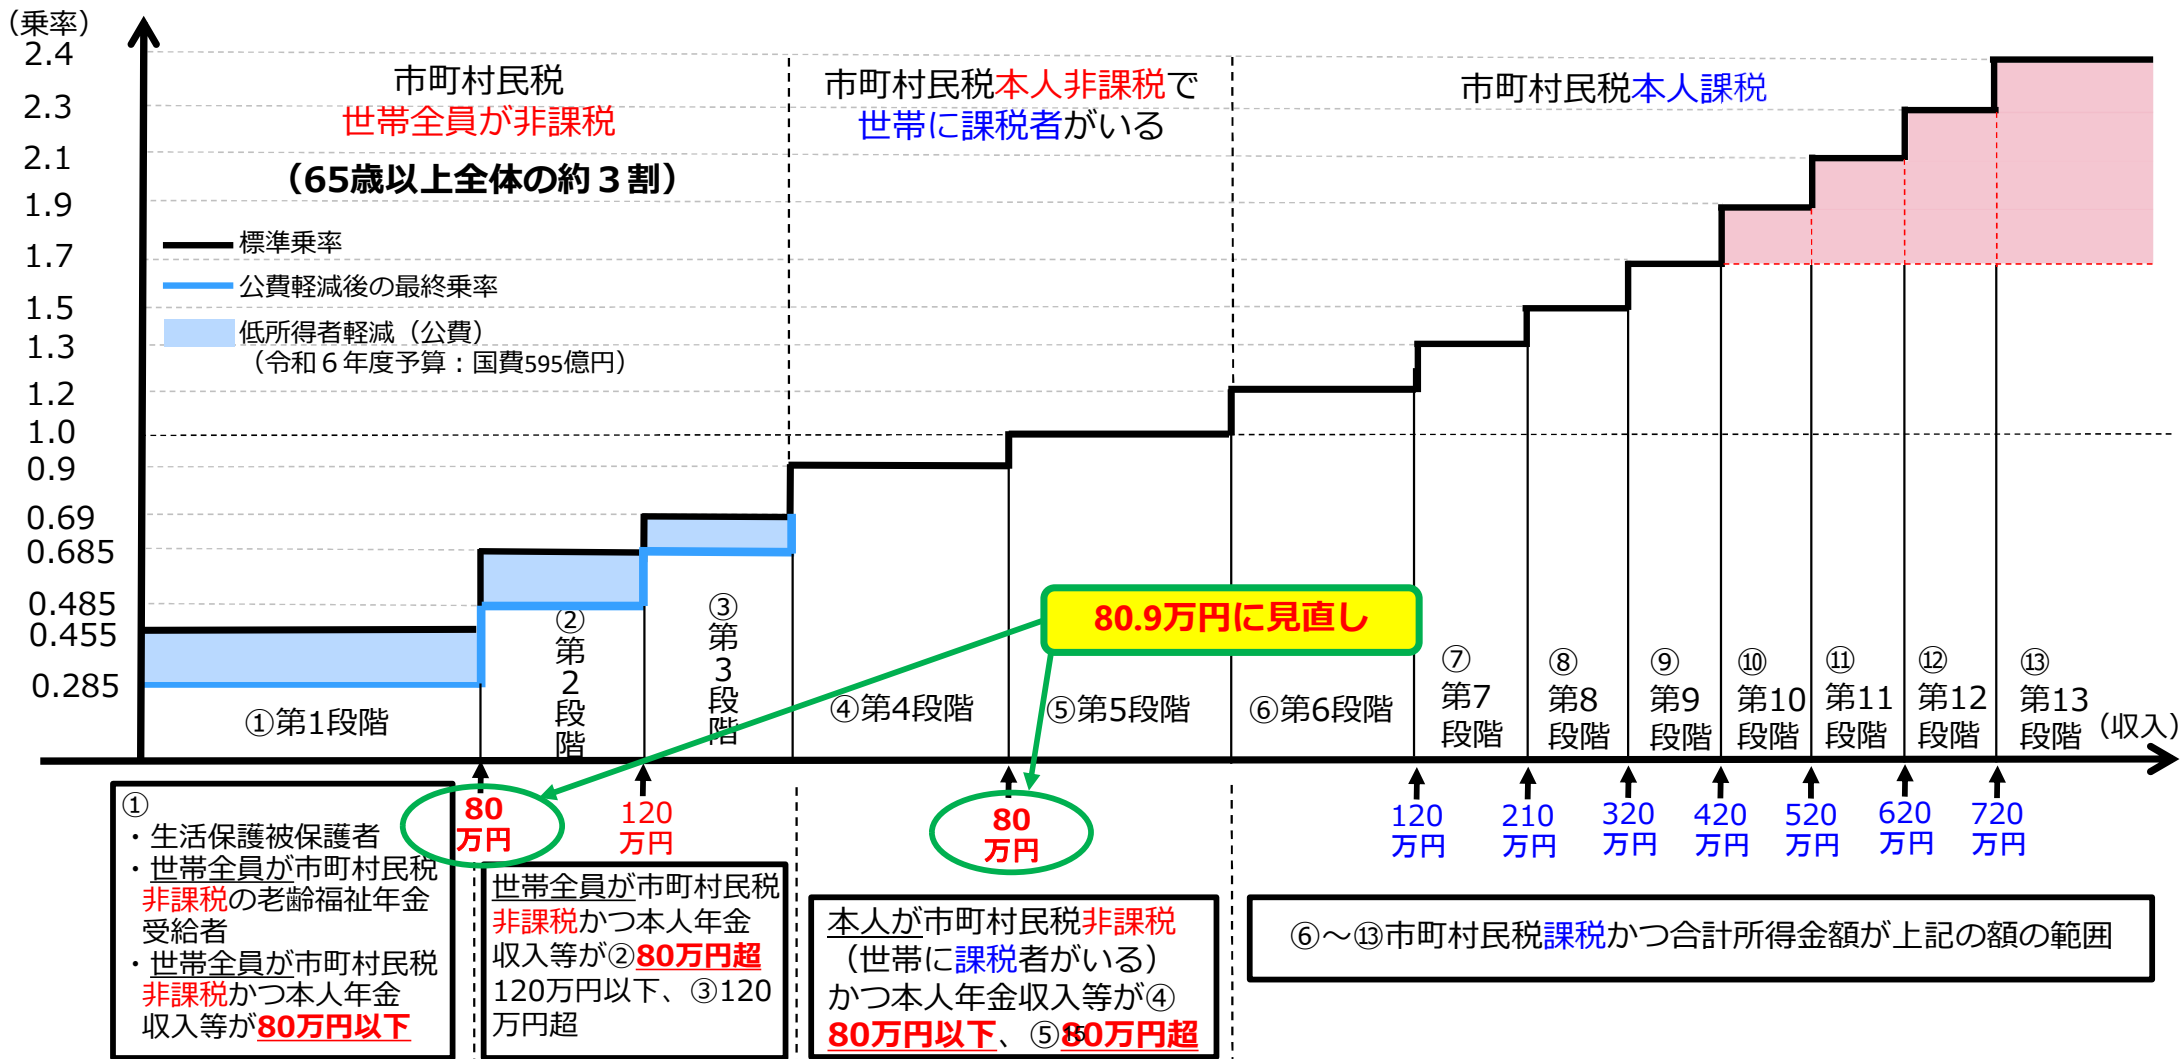 （乗率）
2.4
2.3
2.1
1.9
1.7
1.5
1.3
1.2
1.0
0.9
0.69
0.685
0.485
0.455
0.285
市町村民税
世帯全員が非課税
（65歳以上全体の約３割）
標準乗率
公費軽減後の最終乗率
低所得者軽減（公費）
（令和６年度予算：国費595億円）
市町村民税本人非課税で
世帯に課税者がいる
市町村民税本人課税
80.9万円に見直し
①第1段階
②
第
２
段
階
③
第
３
段
階
④第4段階
⑤第5段階
⑥第6段階
⑦
第7
段階
⑧
第8
段階
⑨
第9
段階
⑩
第10
段階
⑪
第11
段階
⑫
第12
段階
⑬
第13
段階
（収入）
80
万円
120
万円
80
万円
120
万円
210
万円
320
万円
420
万円
520
万円
620
万円
720
万円
①
・生活保護被保護者
・世帯全員が市町村民税
非課税の老齢福祉年金
受給者
・世帯全員が市町村民税
非課税かつ本人年金
収入等が80万円以下
世帯全員が市町村民税
非課税かつ本人年金
収入等が②80万円超
120万円以下、③120
万円超
本人が市町村民税非課税
（世帯に課税者がいる）
かつ本人年金収入等が④
80万円以下、⑤80万円超
15
⑥～⑬市町村民税課税かつ合計所得金額が上記の額の範囲